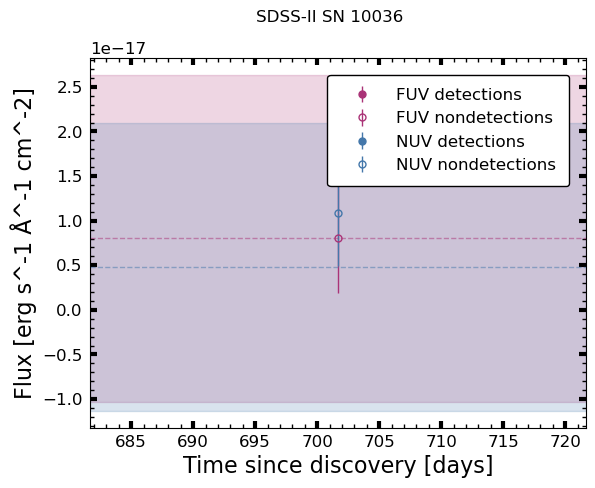 SDSS-II SN 10036
1e−17
FUV detections
FUV nondetections
NUV detections
NUV nondetections
2.5
2.0
1.5
1.0
0.5
0.0
−0.5
−1.0
Flux [erg s^-1 Å^-1 cm^-2]
685 690 695 700 705 710 715 720
Time since discovery [days]